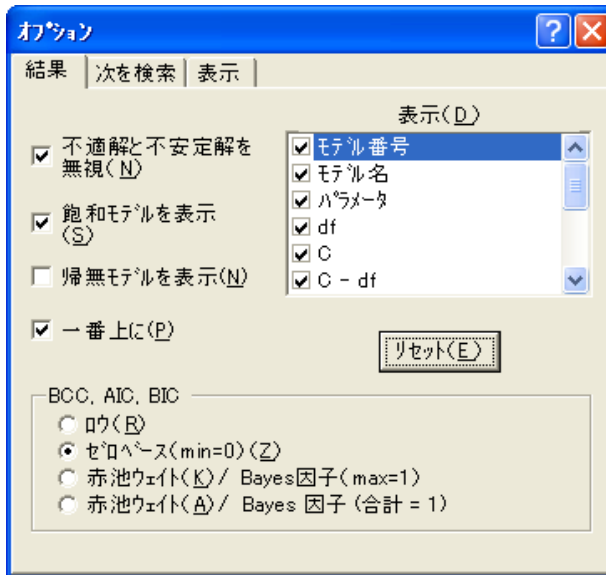 オプション
結果
次を検索
表示
表示(D)
不適解と不安定解を
無視(N)
飽和モデルを表示
(S)
帰無モデルを表示(N)
一番上に(P)
モデル番号
モデル名
パラメータ
df
C
C - df
リセット(E)
BCC, AIC, BIC
ロウ(R)
ゼロベース(min=0)(Z)
赤池ウェイト(K)/ Bayes因子(max=1)
赤池ウェイト(A)/ Bayes 因子 (合計 = 1)